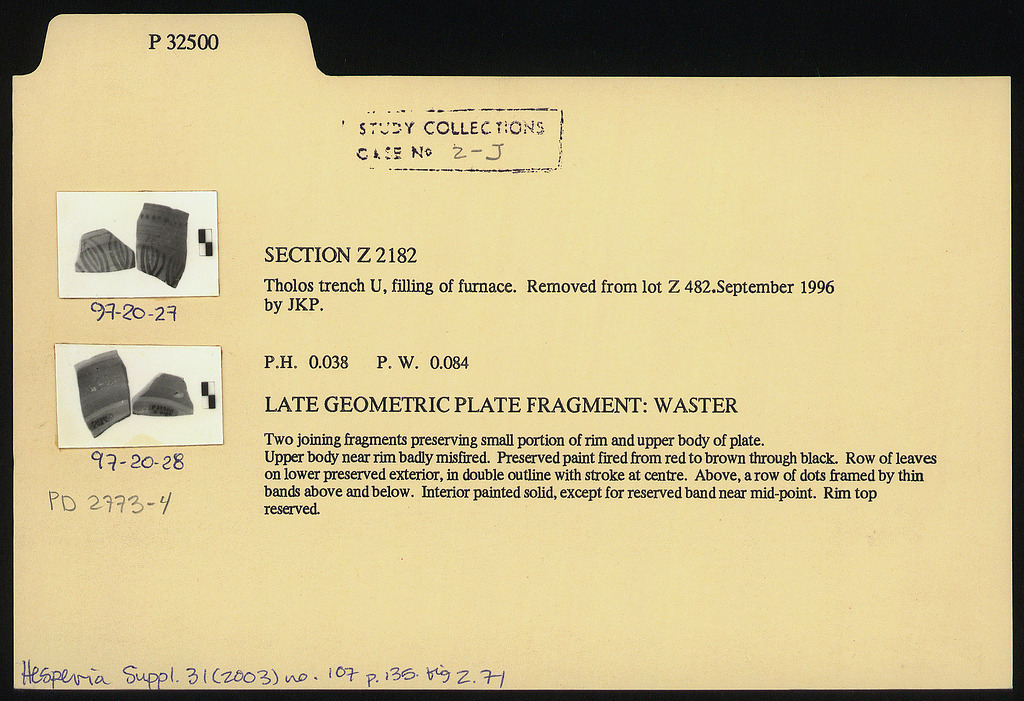 P 32500
STUDY COLLECTIONS
CASE No 2-J
SECTION Z 2182
Tholos trench U, filling of furnace. Removed from lot Z 482.September 1996
by JKP.
97-20-27
P.H. 0.038 P. W. 0.084
LATE GEOMETRIC PLATE FRAGMENT: WASTER
Two joining fragments preserving small portion of rim and upper body of plate.
Upper body near rim badly misfired. Preserved paint fired from red to brown through black. Row of leaves
on lower preserved exterior, in double outline with stroke at centre. Above, a row of dots framed by thin
bands above and below. Interior painted solid, except for reserved band near mid-point. Rim top
reserved.
97-20-28
PD 2773-4
Hesperia Suppl. 31(2003) no. 107 p.135. fig 2.71